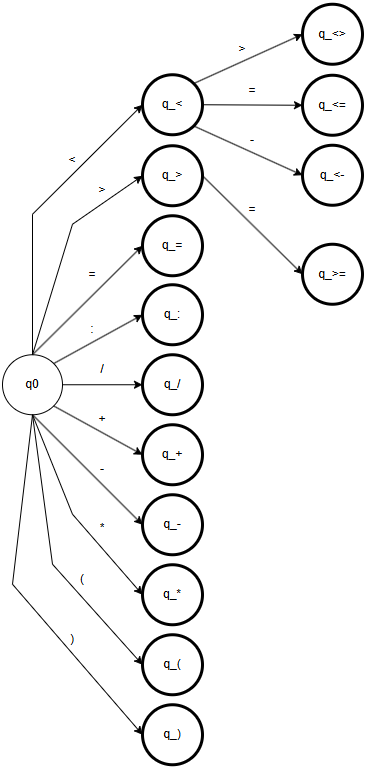 q_<>
>
q_<
=
q_<=
<
-
q_>
q_<-
>
=
q_=
=
q_>=
:
q_:
/
q0
q_/
+
q_+
-
q_-
*
q_*
(
q_(
)
q_)